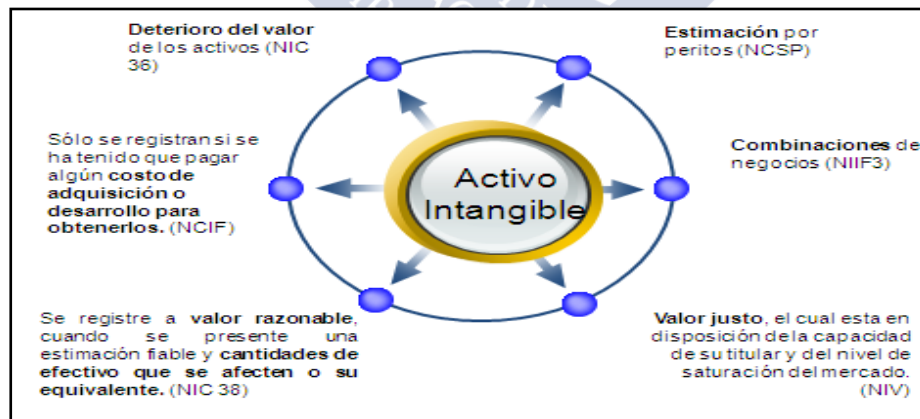 Deterioro del valor
de los activos (NIC
36)
Estimación por
peritos (NCSP)
Sólo se registran si se
ha tenido que pagar
algún costo de
adquisición o
desarrollo para
obtenerlos. (NCIF)
Activo
Intangible
Combinaciones de
negocios (NIIF3)
Se registre a valor razonable,
cuando se presente una
estimación fiable y cantidades de
efectivo que se afecten o su
equivalente. (NIC 38)
Valor justo, el cual esta en
disposición de la capacidad
de su titular y del nivel de
saturación del mercado.
(NIV)